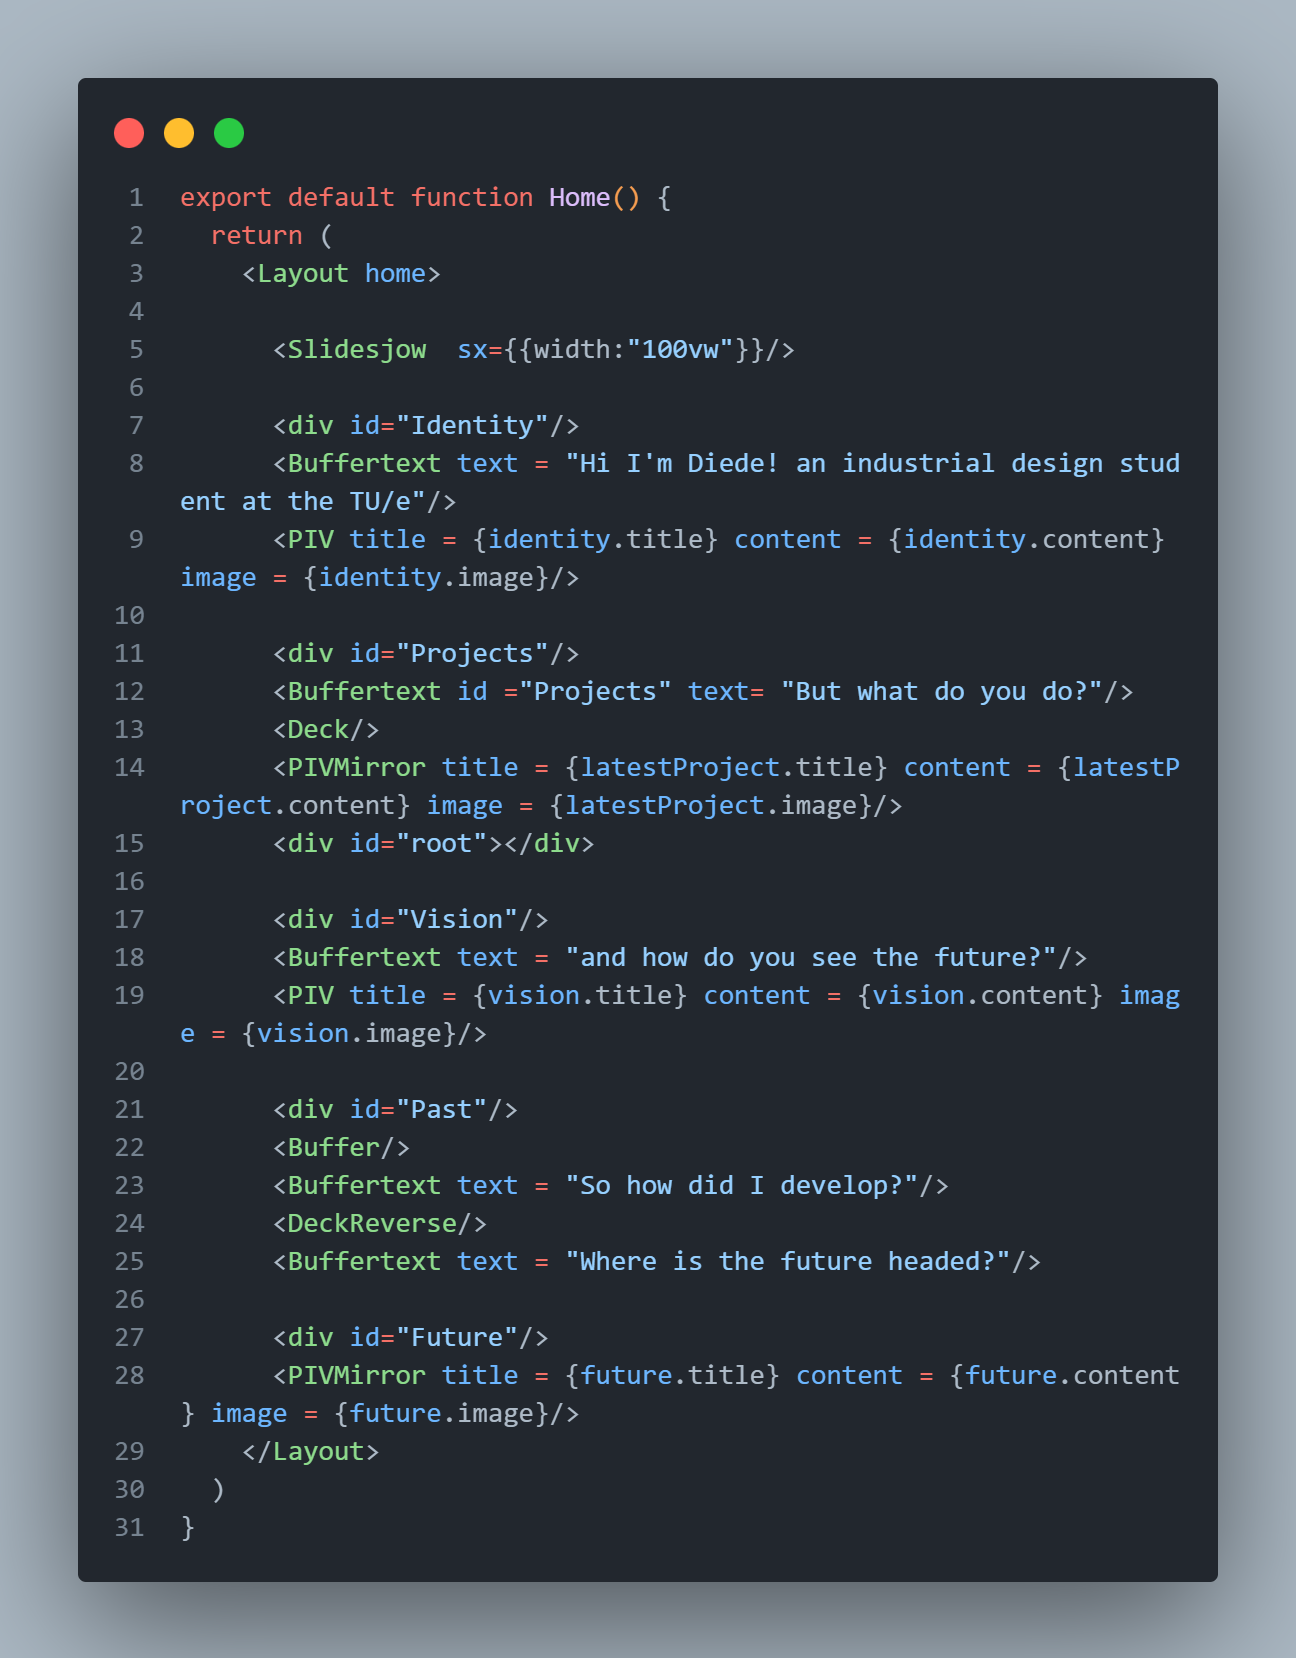 1 export default function Home() {
2 return (
3 <Layout home>
4
5 <Slidesjow  sx={{width:"100vw"}}/>
6
7 <div id="Identity"/>
8 <Buffertext text = "Hi I'm Diede! an industrial design stud
ent at the TU/e"/>
9 <PIV title = {identity.title} content = {identity.content}
image = {identity.image}/>
10
11 <div id="Projects"/>
12 <Buffertext id ="Projects" text= "But what do you do?"/>
13 <Deck/>
14 <PIVMirror title = {latestProject.title} content = {latestP
roject.content} image = {latestProject.image}/>
15 <div id="root"></div>
16
17 <div id="Vision"/>
18 <Buffertext text = "and how do you see the future?"/>
19 <PIV title = {vision.title} content = {vision.content} imag
e = {vision.image}/>
20
21 <div id="Past"/>
22 <Buffer/>
23 <Buffertext text = "So how did I develop?"/>
24 <DeckReverse/>
25 <Buffertext text = "Where is the future headed?"/>
26
27 <div id="Future"/>
28 <PIVMirror title = {future.title} content = {future.content
} image = {future.image}/>
29 </Layout>
30 )
31 }